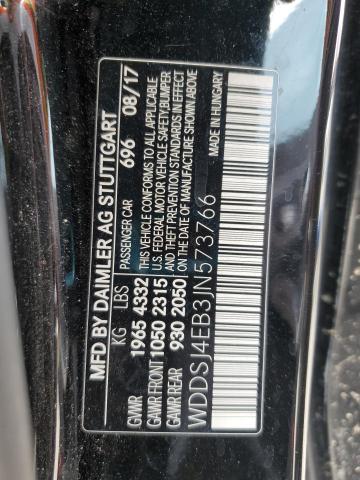 MFD BY DAIMLER AG STUTTGART
KG LBS PASSENGER CAR 696 08/17
GVWR 1965 4332 THIS VEHICLE CONFORMS TO ALL APPLICABLE
GAWR FRONT 1050 2315 U.S. FEDERAL MOTOR VEHICLE SAFETY/BUMPER
GAWR REAR 930 2050 AND THEFT PREVENTION STANDARDS IN EFFECT
ON THE DATE OF MANUFACTURE SHOWN ABOVE
MADE IN HUNGARY
WDDSJ4EB3JN573766